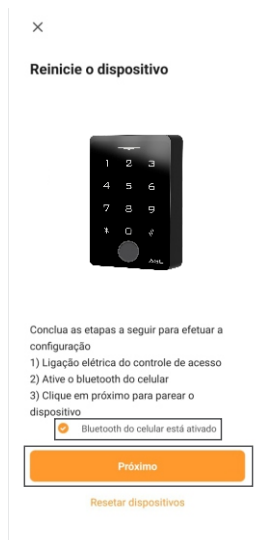 Reinicie o dispositivo
1 2 3
4 5 6
7 8 9
* 0
AGL
Conclua as etapas a seguir para efetuar a
configuração
1) Ligação elétrica do controle de acesso
2) Ative o bluetooth do celular
3) Clique em próximo para parear o
dispositivo
Bluetooth do celular está ativado
Próximo
Resetar dispositivos